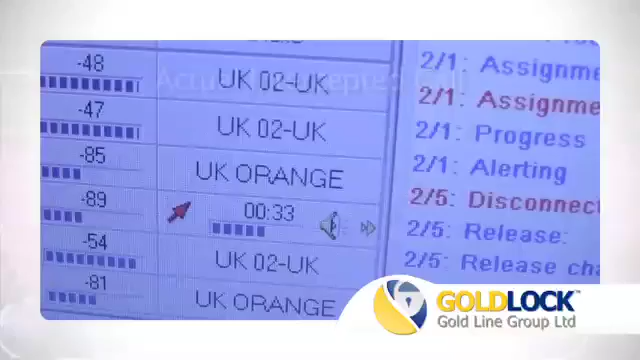 -48
UK 02-UK
-47
UK 02-UK
-85
UK ORANGE
-89
00:33
-54
UK 02-UK
-81
UK ORANGE
2/1: Assignme
2/1: Assignme
2/1: Progress
2/1: Alerting
2/5: Disconnect
2/5: Release:
2/5: Release cha
GOLDLOCK™
Gold Line Group Ltd